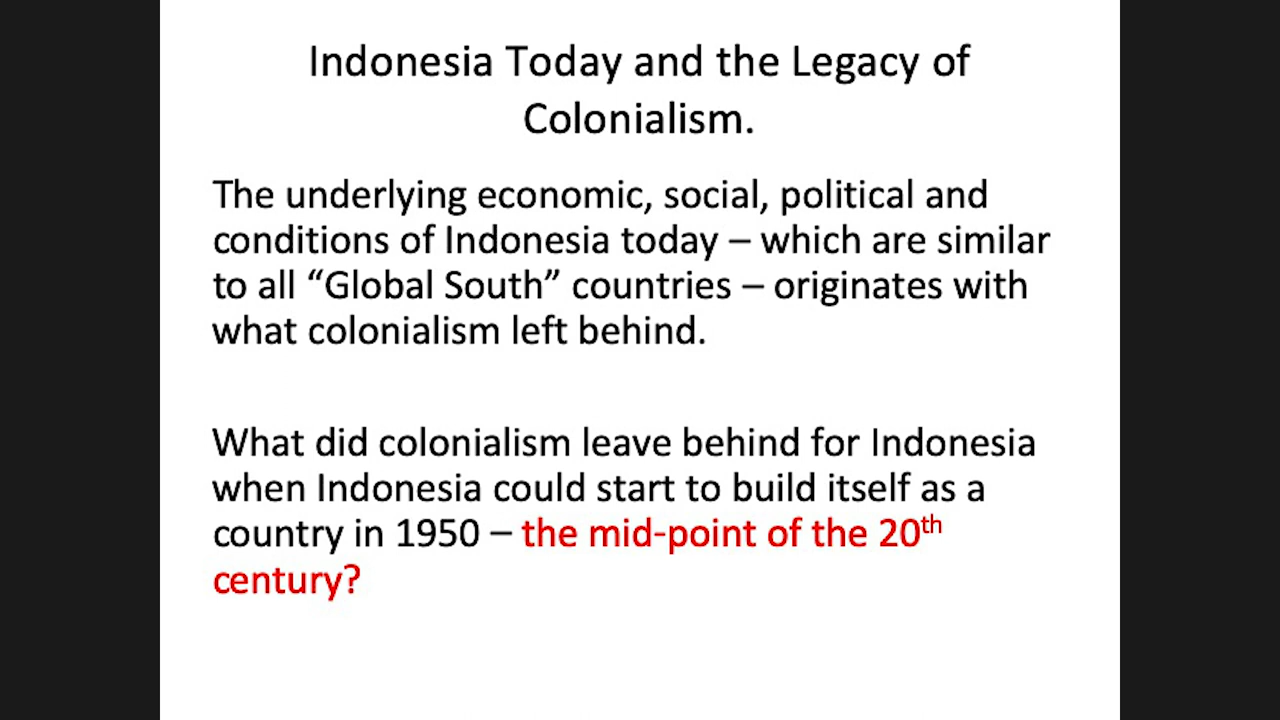 Indonesia Today and the Legacy of
Colonialism.
The underlying economic, social, political and
conditions of Indonesia today – which are similar
to all “Global South” countries – originates with
what colonialism left behind.
What did colonialism leave behind for Indonesia
when Indonesia could start to build itself as a
country in 1950 – the mid-point of the 20th
century?